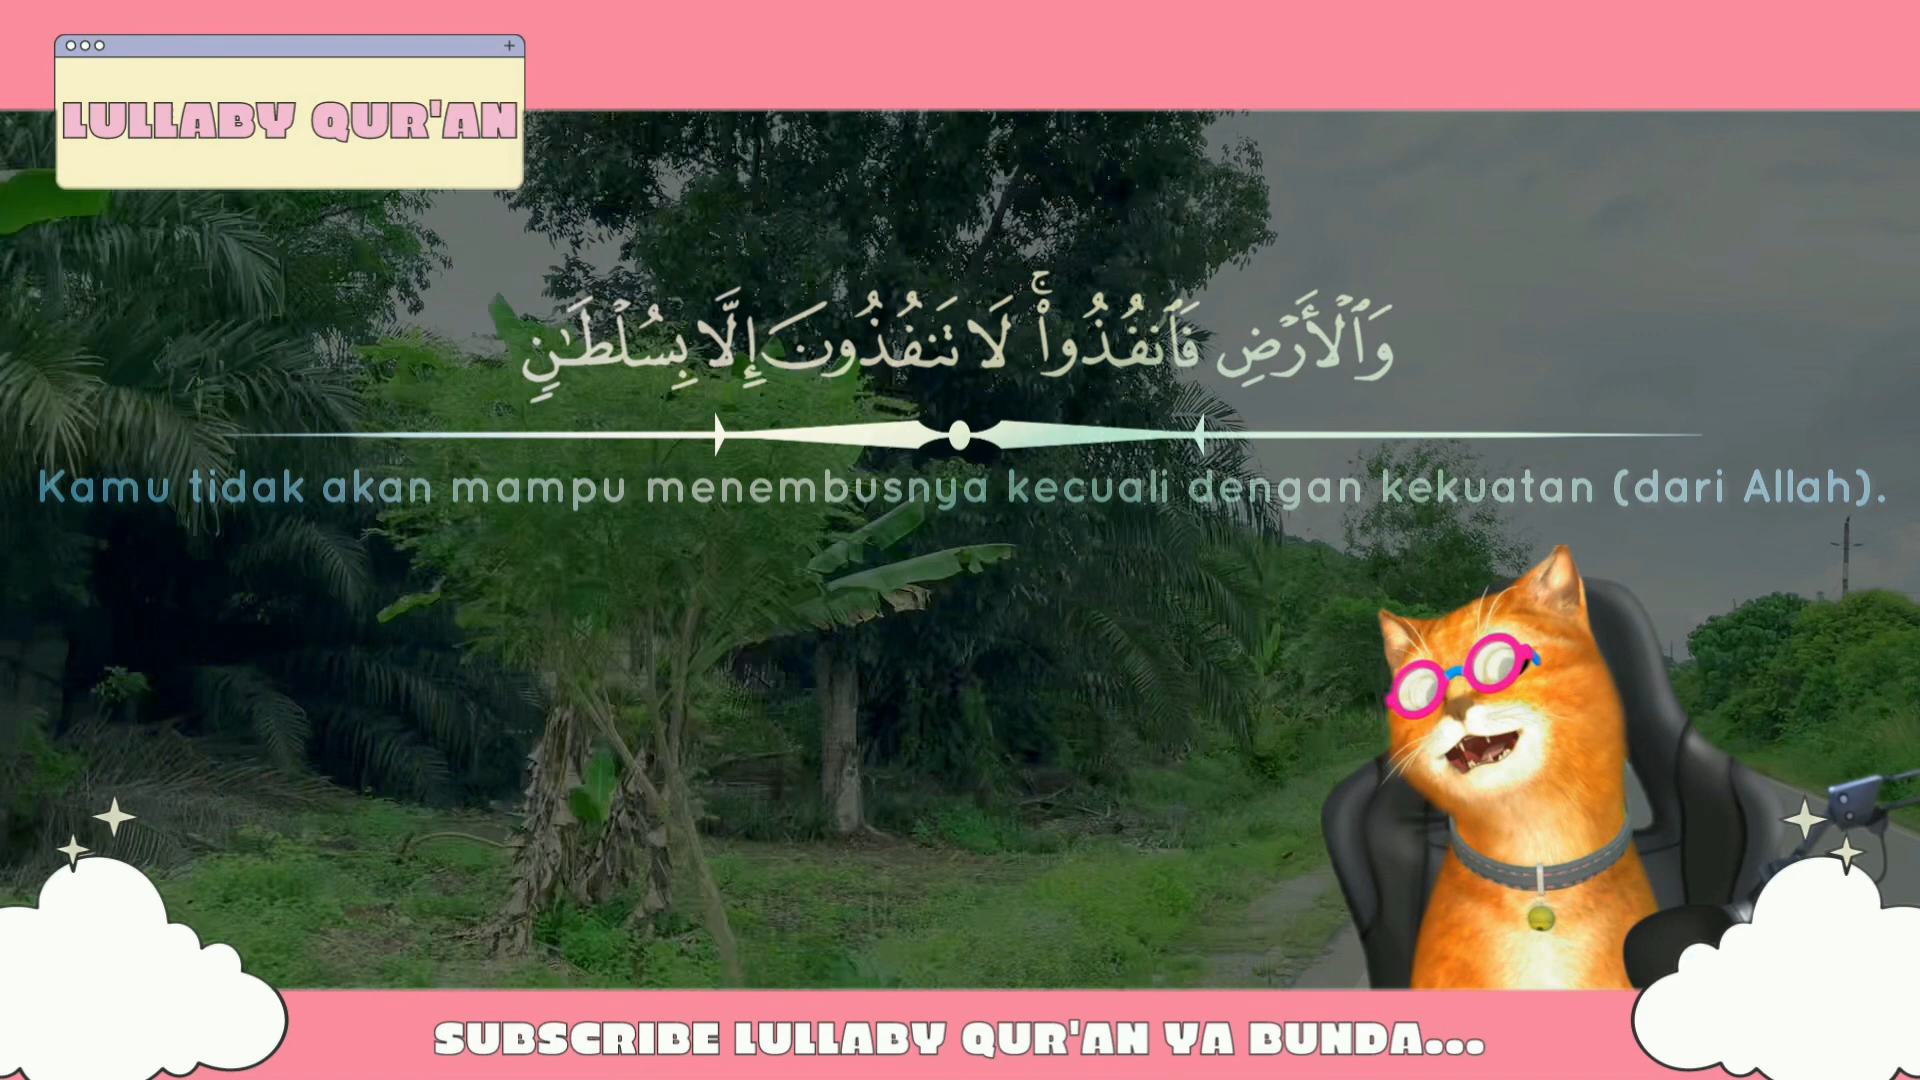 LULLABY QUR'AN
وَٱلْأَرْضِ فَٱنفُذُوا۟ ۚ لَا تَنفُذُونَ إِلَّا بِسُلْطَـٰنٍ
Kamu tidak akan mampu menembusnya kecuali dengan kekuatan (dari Allah).
SUBSCRIBE LULLABY QUR'AN YA BUNDA...